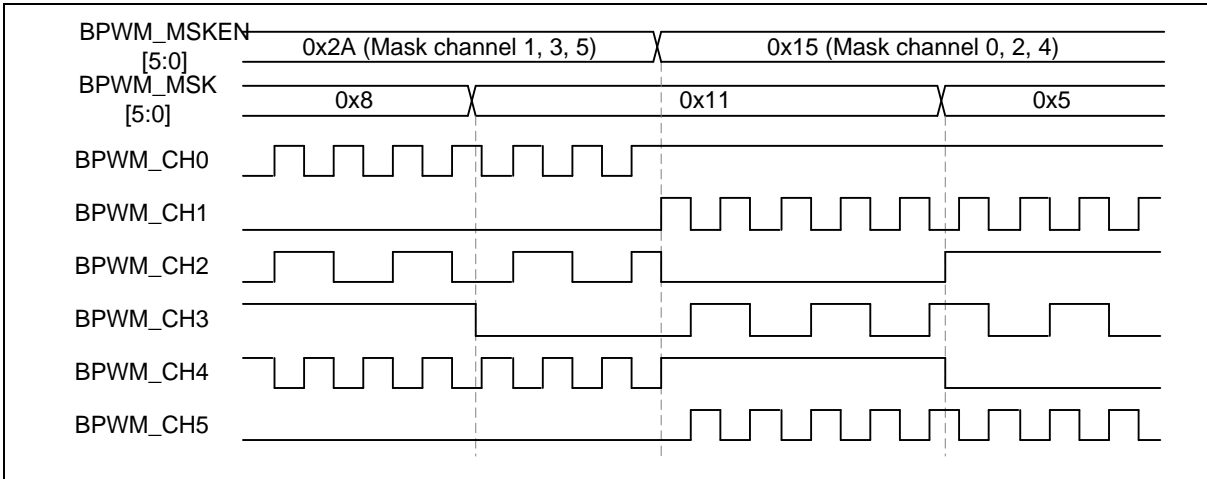 BPWM_MSKEN
[5:0]
0x2A (Mask channel 1, 3, 5)
0x15 (Mask channel 0, 2, 4)
BPWM_MSK
[5:0]
0x8
0x11
0x5
BPWM_CH0
BPWM_CH1
BPWM_CH2
BPWM_CH3
BPWM_CH4
BPWM_CH5